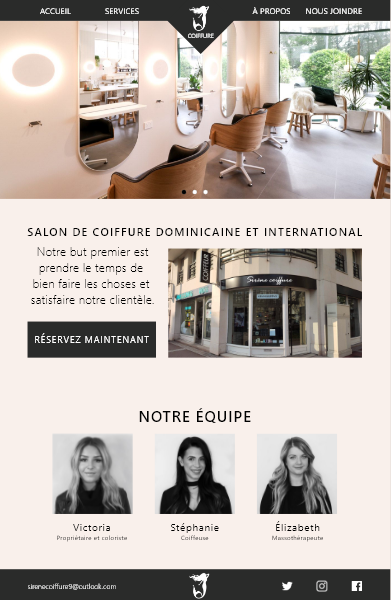 ACCUEIL SERVICES À PROPOS NOUS JOINDRE
COIFFURE
SALON DE COIFFURE DOMINICAINE ET INTERNATIONAL
Notre but premier est
prendre le temps de
bien faire les choses et
satisfaire notre clientèle.
RÉSERVEZ MAINTENANT
COIFFURE
Sirène coiffure
NOTRE ÉQUIPE
Victoria Stéphanie Élizabeth
Propriétaire et coloriste Coiffeuse Massothérapeute
sirenecoiffure9@outlook.com